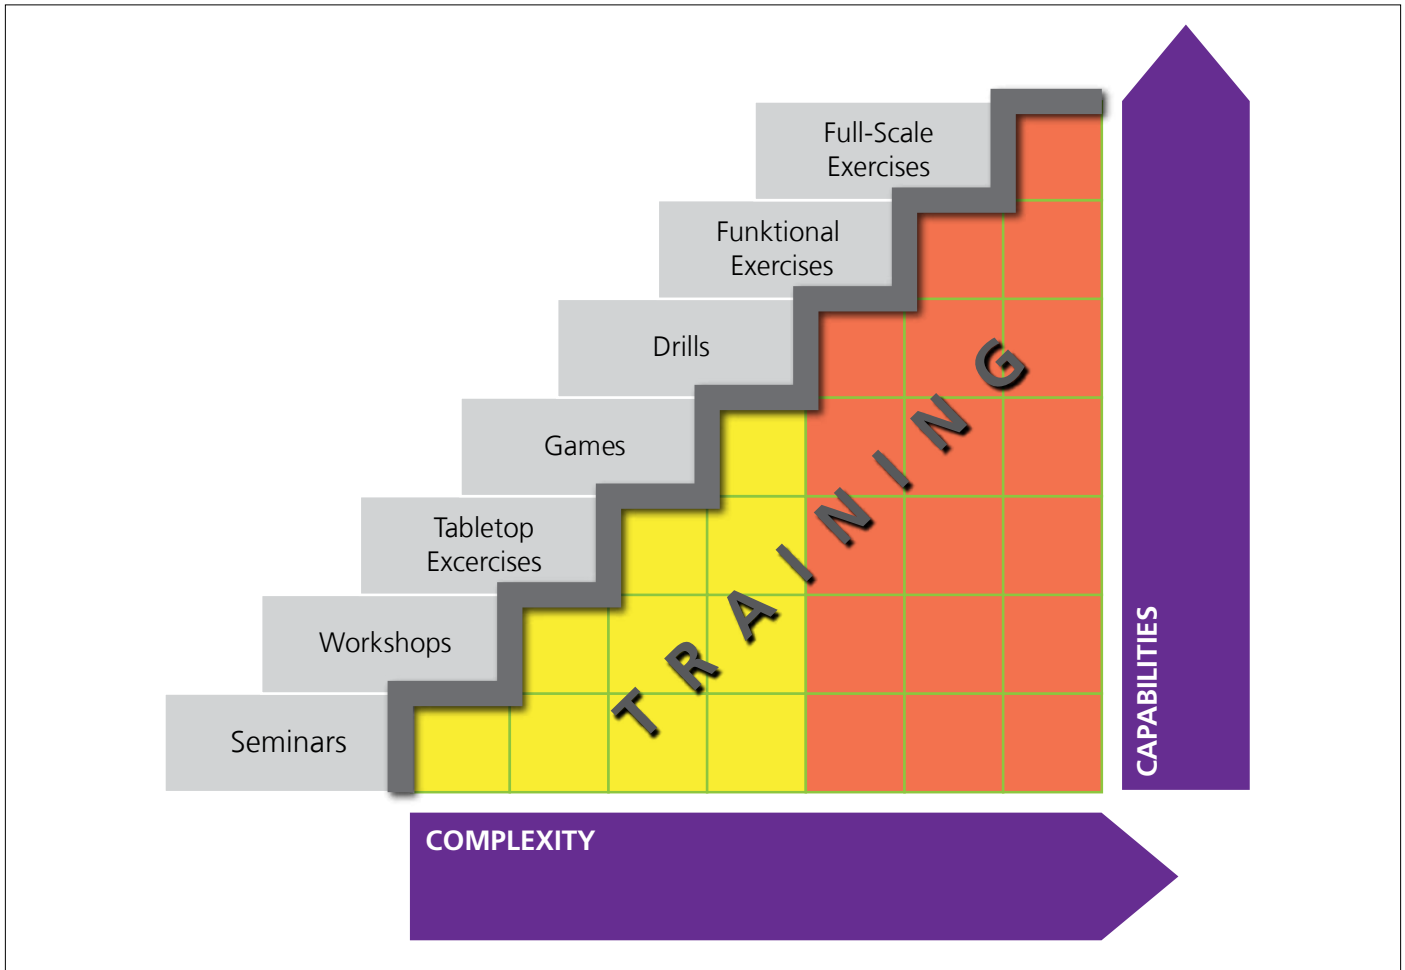 Full-Scale
Exercises
Funktional
Exercises
Drills
Games
Tabletop
Excercises
Workshops
Seminars
TRAINING
CAPABILITIES
COMPLEXITY